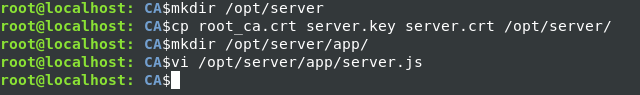 root@localhost: CA$mkdir /opt/server
root@localhost: CA$cp root_ca.crt server.key server.crt /opt/server/
root@localhost: CA$mkdir /opt/server/app/
root@localhost: CA$vi /opt/server/app/server.js
root@localhost: CA$